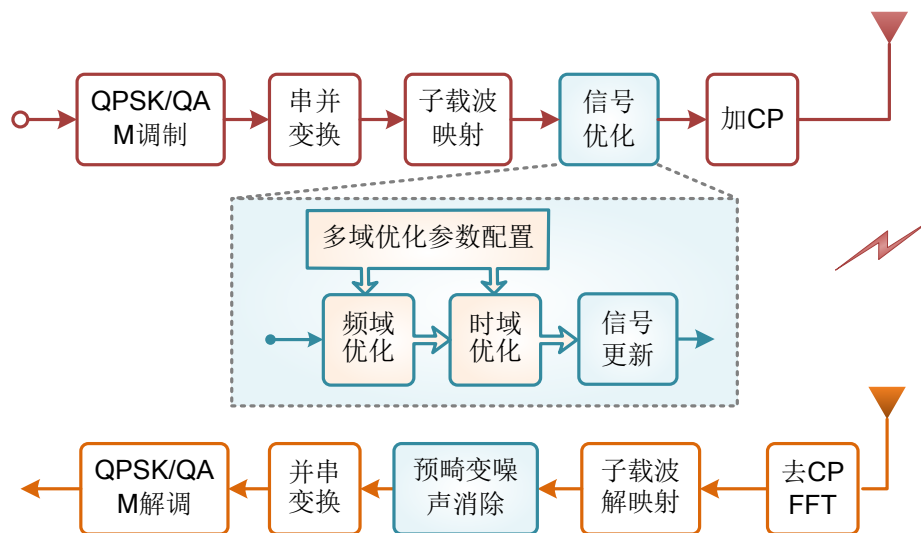 QPSK/QA
M调制
串并
变换
子载波
映射
信号
优化
加CP
多域优化参数配置
频域
优化
时域
优化
信号
更新
QPSK/QA
M解调
并串
变换
预畸变噪
声消除
子载波
解映射
去CP
FFT